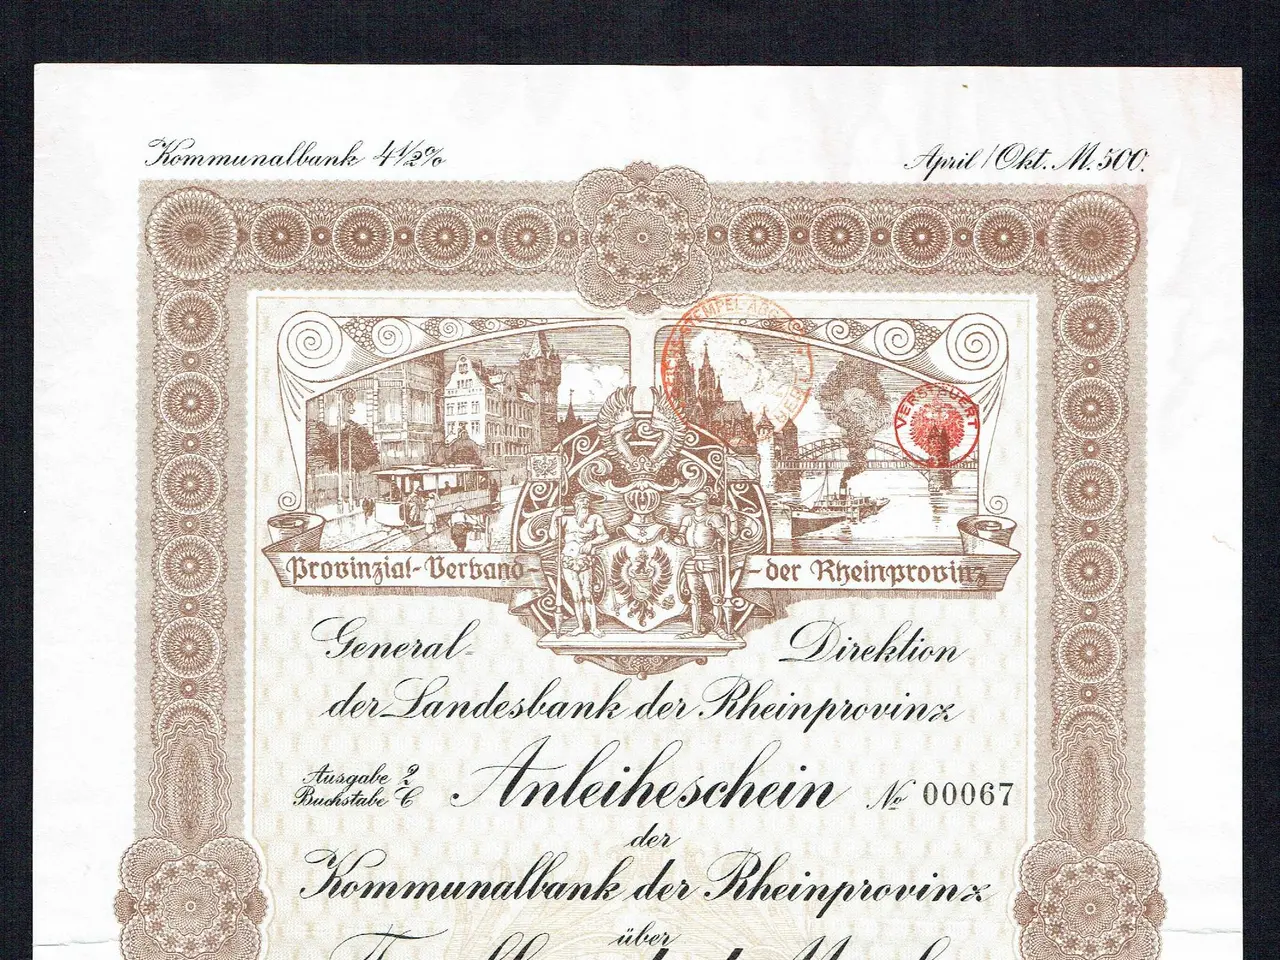 Kommunalbank 4½%
April/Okt. M. 500.
VERSTEUERT
Provinzial-Verband-
-der Rheinprovinz
General-Direktion
der Landesbank der Rheinprovinz
Ausgabe 2
Buchstabe C
Anleiheschein № 00067
der
Kommunalbank der Rheinprovinz
über